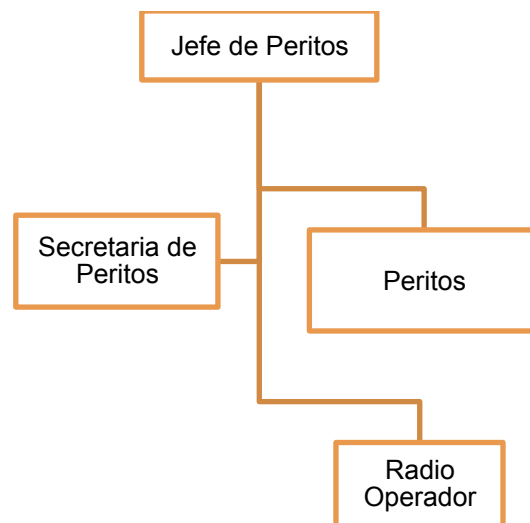 Jefe de Peritos
Secretaria de
Peritos
Peritos
Radio
Operador